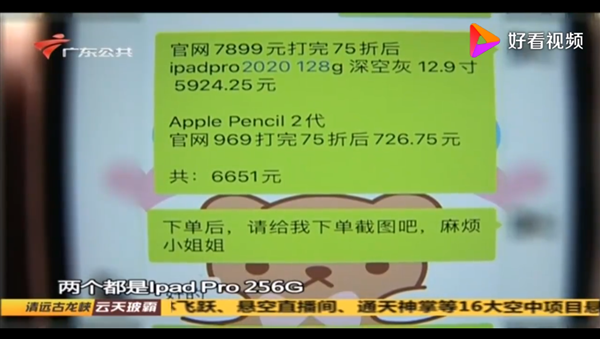 广东公共
好看视频
官网7899元打完75折后
ipadpro2020 128g 深空灰 12.9寸
5924.25元
Apple Pencil 2代
官网969打完75折后726.75元
共：6651元
下单后，请给我下单截图吧，麻烦
小姐姐
两个都是Ipad Pro 256G
清远古龙峡
云天玻霸
飞跃、悬空直播间、通天神掌等16大空中项目悬